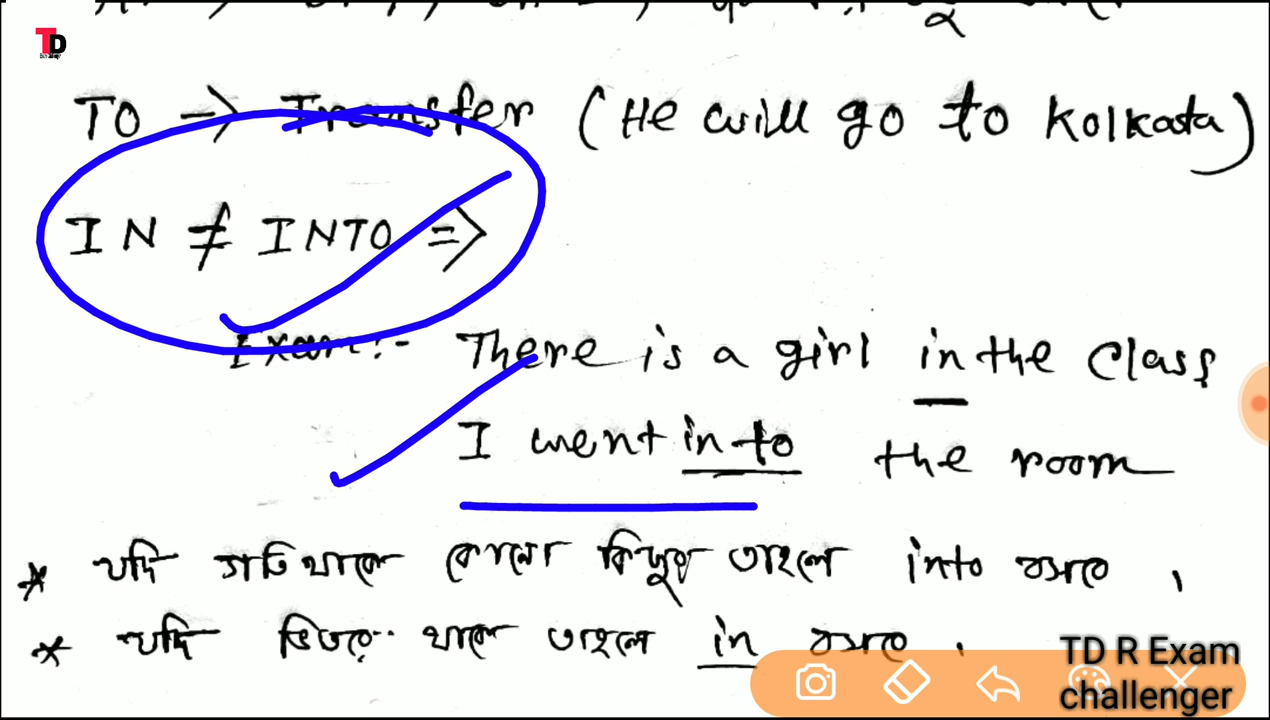 TD
TO → Transfer (He will go to Kolkata)
IN ≠ INTO ⇒
Exam:- There is a girl in the class
I went in to the room
* যদি গতি থাকে কোনো কিছুর তাহলে into বসবে ।
* যদি ভিতরে থাকে তাহলে in বসবে ।
TD R Exam
challenger